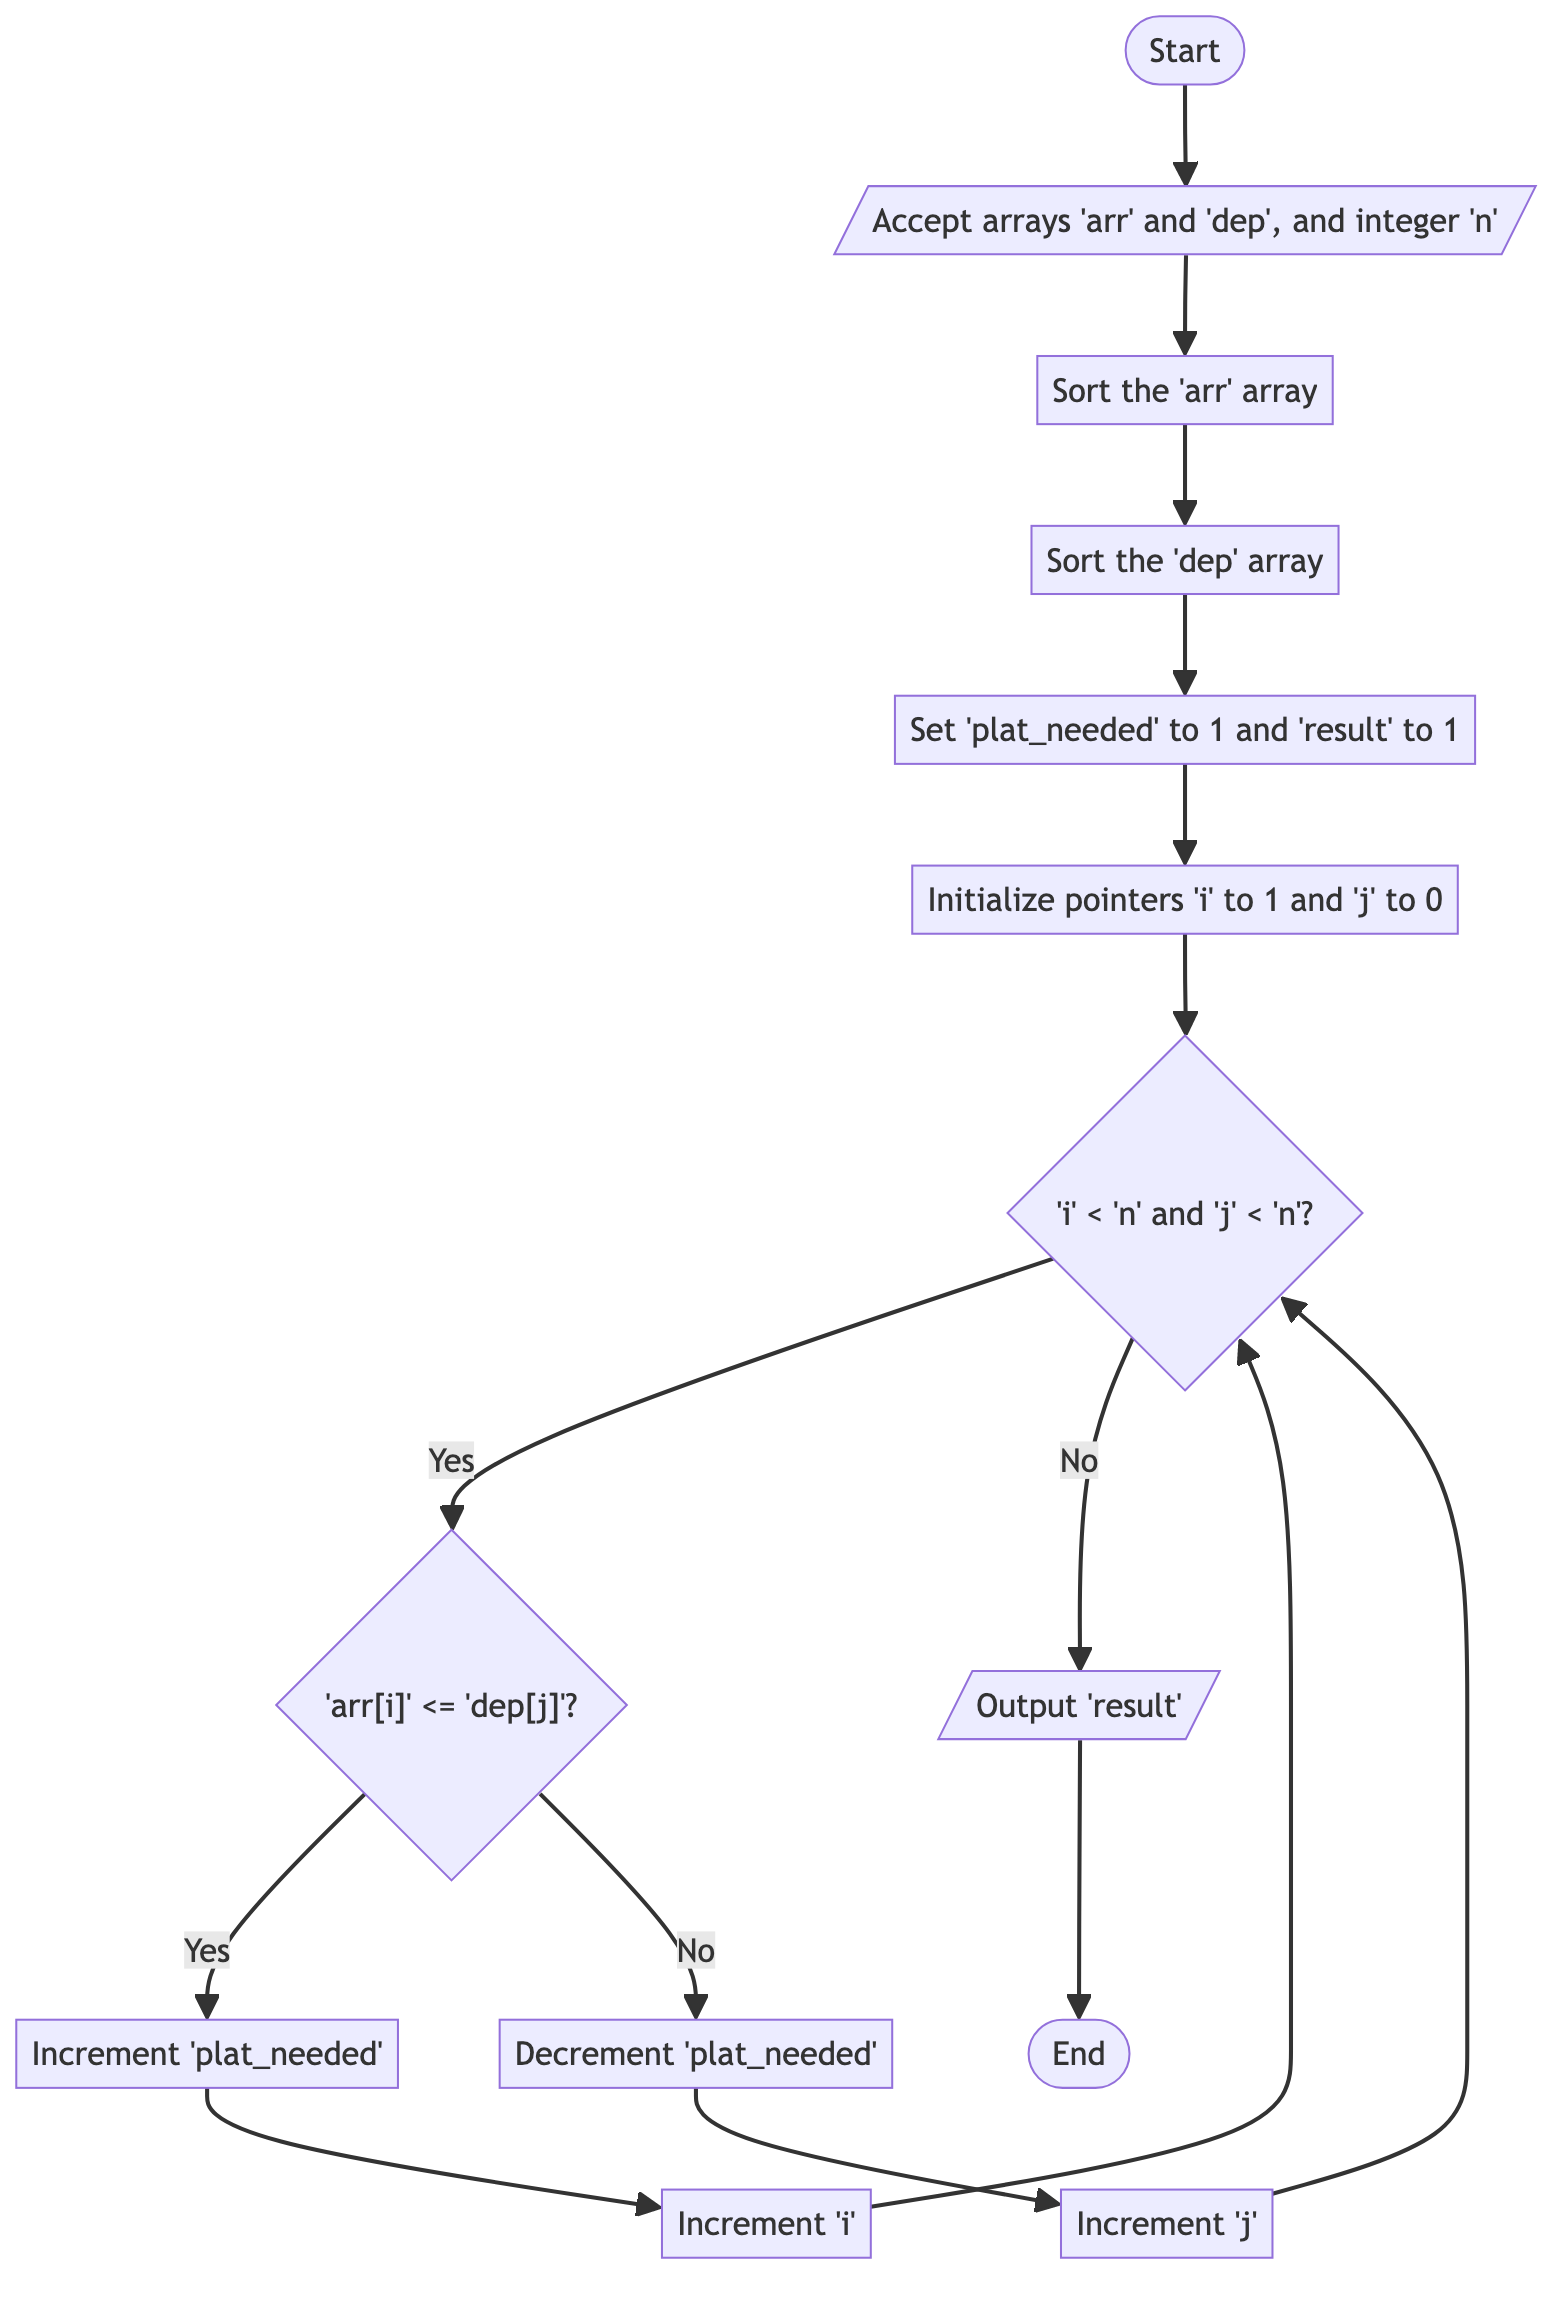 Start
Accept arrays 'arr' and 'dep', and integer 'n'
Sort the 'arr' array
Sort the 'dep' array
Set 'plat_needed' to 1 and 'result' to 1
Initialize pointers 'i' to 1 and 'j' to 0
'i' < 'n' and 'j' < 'n'?
Yes
No
'arr[i]' <= 'dep[j]'?
Output 'result'
Yes
No
Increment 'plat_needed'
Decrement 'plat_needed'
End
Increment 'i'
Increment 'j'